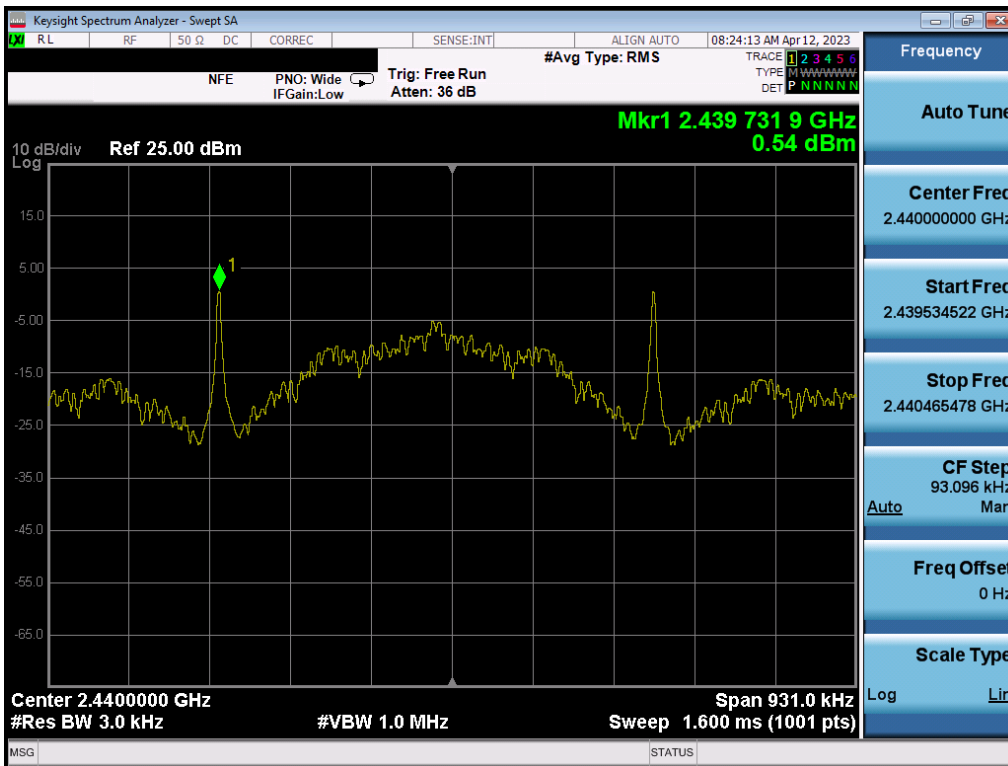 Keysight Spectrum Analyzer - Swept SA
LXI RL RF 50 Ω DC CORREC SENSE:INT ALIGN AUTO 08:24:13 AM Apr 12, 2023
#Avg Type: RMS TRACE 1 2 3 4 5 6
NFE PNO: Wide Trig: Free Run TYPE M WWWWW
IFGain:Low Atten: 36 dB DET P N N N N N
Mkr1 2.439 731 9 GHz
0.54 dBm
10 dB/div Ref 25.00 dBm
Log
15.0
5.00
1
-5.00
-15.0
-25.0
-35.0
-45.0
-55.0
-65.0
Center 2.4400000 GHz Span 931.0 kHz
#Res BW 3.0 kHz #VBW 1.0 MHz Sweep 1.600 ms (1001 pts)
MSG STATUS
Frequency
Auto Tune
Center Freq
2.440000000 GHz
Start Freq
2.439534522 GHz
Stop Freq
2.440465478 GHz
CF Step
93.096 kHz
Auto Man
Freq Offset
0 Hz
Scale Type
Log Lin